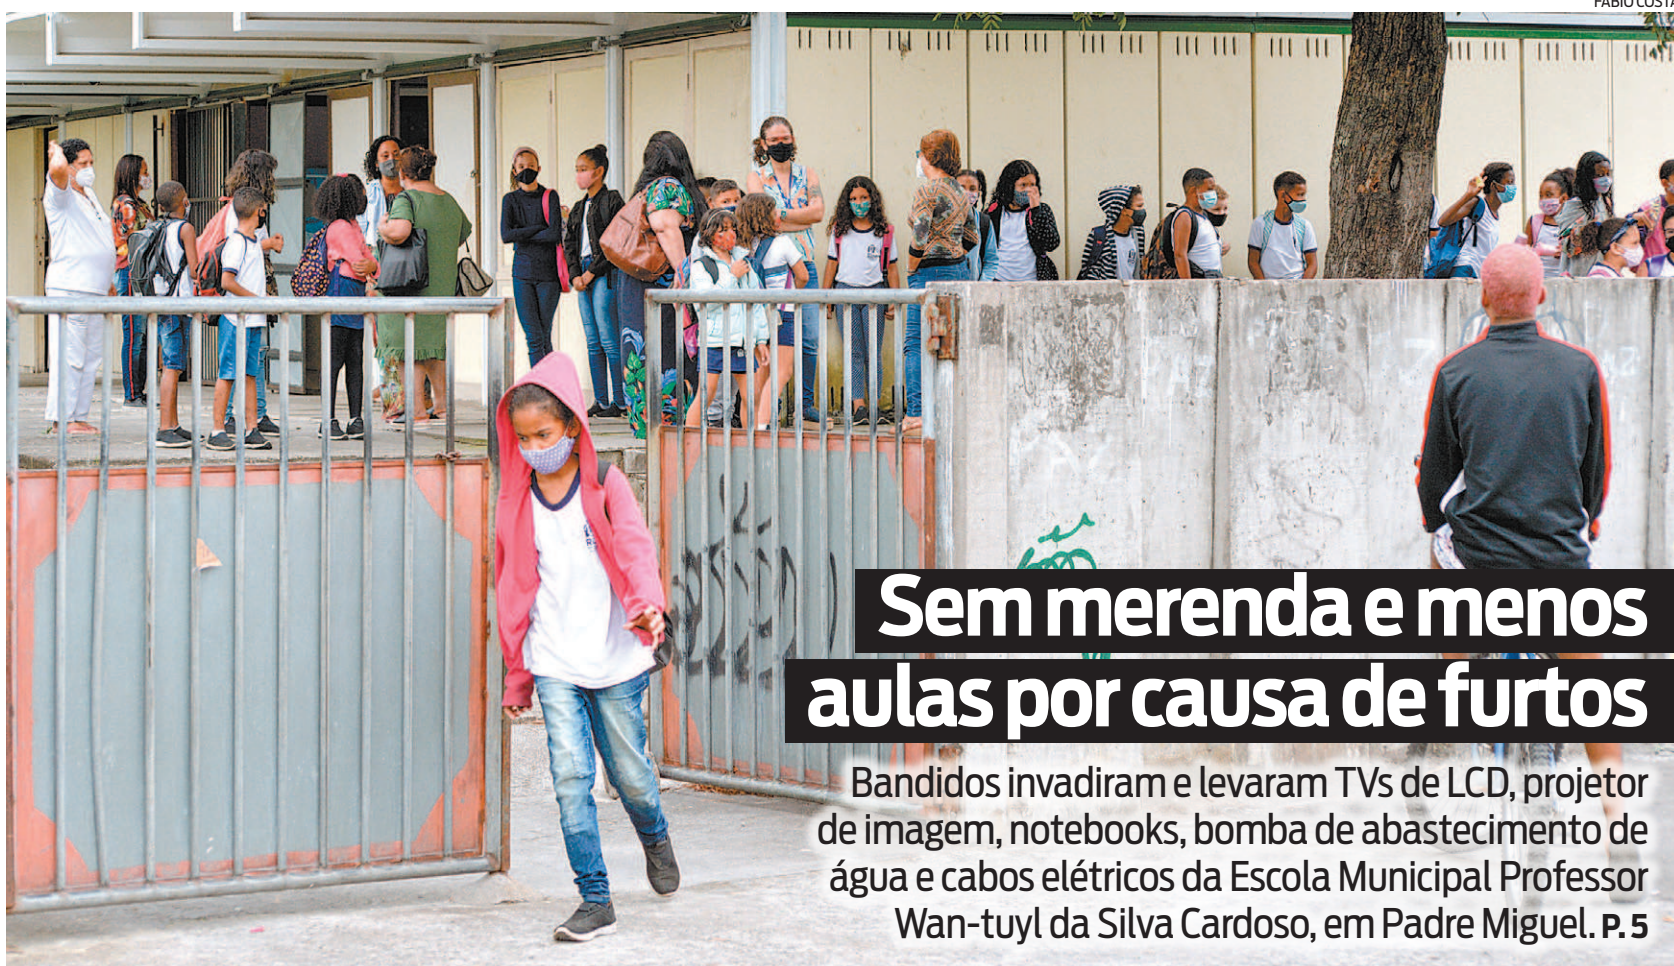 FABIO COSTA
Sem merenda e menos
aulas por causa de furtos
Bandidos invadiram e levaram TVs de LCD, projetor
de imagem, notebooks, bomba de abastecimento de
água e cabos elétricos da Escola Municipal Professor
Wan-tuyl da Silva Cardoso, em Padre Miguel. P. 5